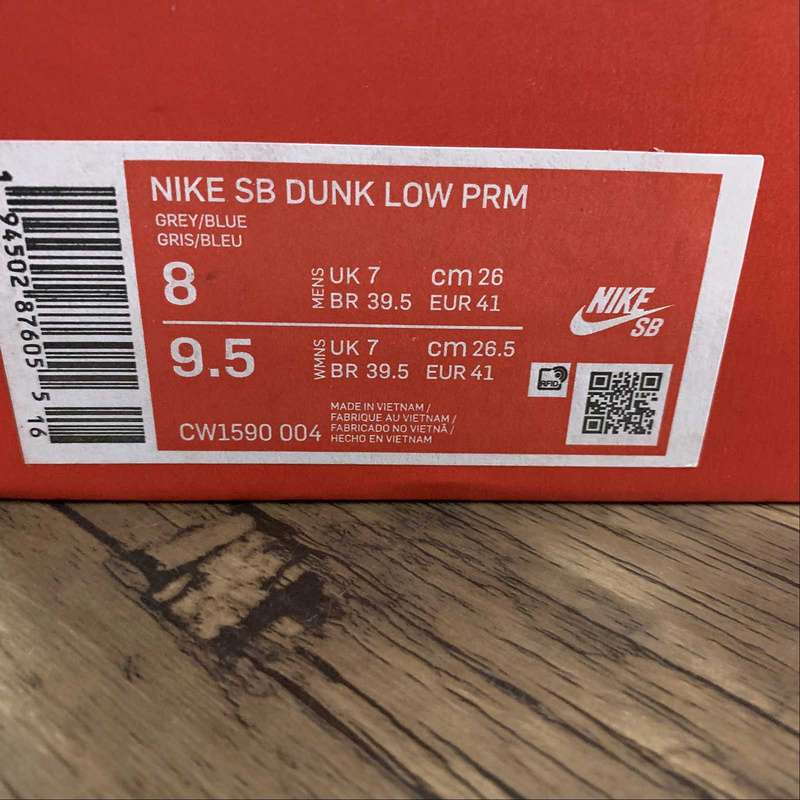 NIKE SB DUNK LOW PRM
GREY/BLUE
GRIS/BLEU
8
MENS
UK 7 cm 26
BR 39.5 EUR 41
9.5
WMNS
UK 7 cm 26.5
BR 39.5 EUR 41
CW1590 004
MADE IN VIETNAM /
FABRIQUE AU VIETNAM /
FABRICADO NO VIETNÃ /
HECHO EN VIETNAM
NIKE
SB
RFID
1 94502 87605 5 16